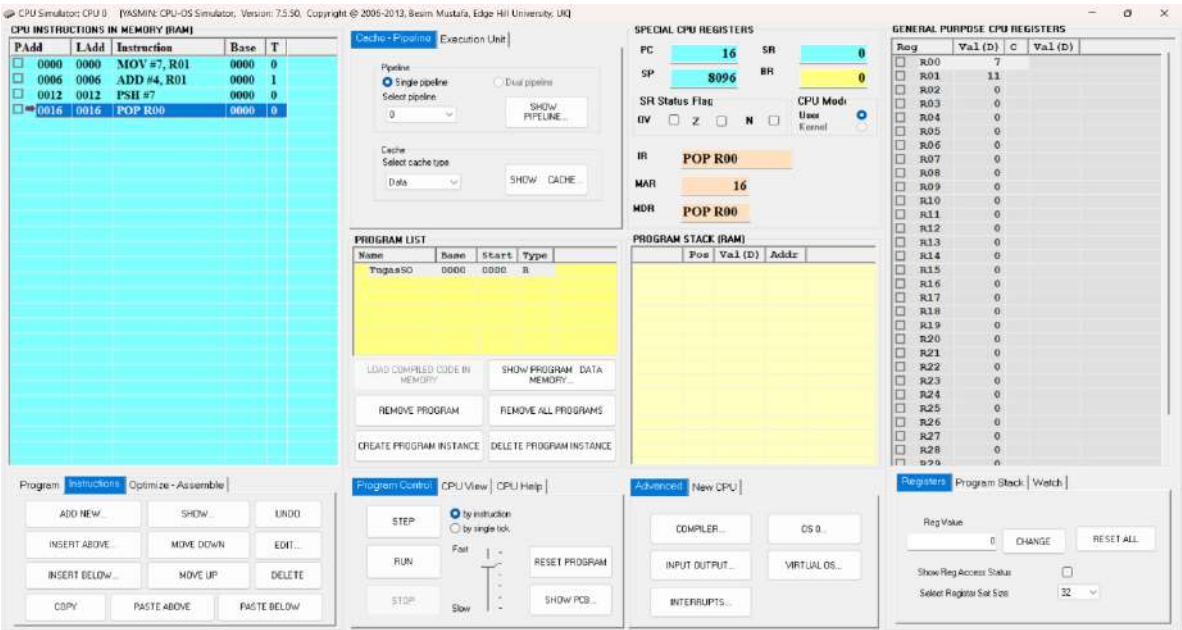 CPU Simulator: CPU 0 [YASMIN: CPU-OS Simulator, Version: 7.5.50, Copyright @ 2006-2013, Besim Mustafa, Edge Hill University, UK]
CPU INSTRUCTIONS IN MEMORY (RAM)
PAdd LAdd Instruction Base T
0000 0000 MOV #7, R01 0000 0
0006 0006 ADD #4, R01 0000 1
0012 0012 PSH #7 0000 0
0016 0016 POP R00 0000 0
Cache - Pipeline Execution Unit
Pipeline
Single pipeline Dual pipeline
Select pipeline
0
SHOW PIPELINE...
Cache
Select cache type
Data
SHOW CACHE...
SPECIAL CPU REGISTERS
PC 16 SR 0
SP 8096 BR 0
SR Status Flag
OV Z N
CPU Mode
User
Kernel
IR POP R00
MAR 16
MDR POP R00
GENERAL PURPOSE CPU REGISTERS
Reg Val(D) C Val(D)
R00 7
R01 11
R02 0
R03 0
R04 0
R05 0
R06 0
R07 0
R08 0
R09 0
R10 0
R11 0
R12 0
R13 0
R14 0
R15 0
R16 0
R17 0
R18 0
R19 0
R20 0
R21 0
R22 0
R23 0
R24 0
R25 0
R26 0
R27 0
R28 0
R29 0
PROGRAM LIST
Name Base Start Type
TugasSO 0000 0000 R
LOAD COMPILED CODE IN MEMORY
SHOW PROGRAM DATA MEMORY...
REMOVE PROGRAM
REMOVE ALL PROGRAMS
CREATE PROGRAM INSTANCE
DELETE PROGRAM INSTANCE
PROGRAM STACK (RAM)
Pos Val(D) Addr
Program Instructions Optimize - Assemble
ADD NEW... SHOW... UNDO
INSERT ABOVE... MOVE DOWN EDIT...
INSERT BELOW... MOVE UP DELETE
COPY PASTE ABOVE PASTE BELOW
Program Control CPU View CPU Help
STEP
by instruction
by single tick
RUN
Fast
RESET PROGRAM
STOP
Slow
SHOW PCB...
Advanced New CPU
COMPILER... OS 0...
INPUT OUTPUT... VIRTUAL OS...
INTERRUPTS...
Registers Program Stack Watch
Reg Value
0 CHANGE RESET ALL
Show Reg Access Status
Select Register Set Size 32